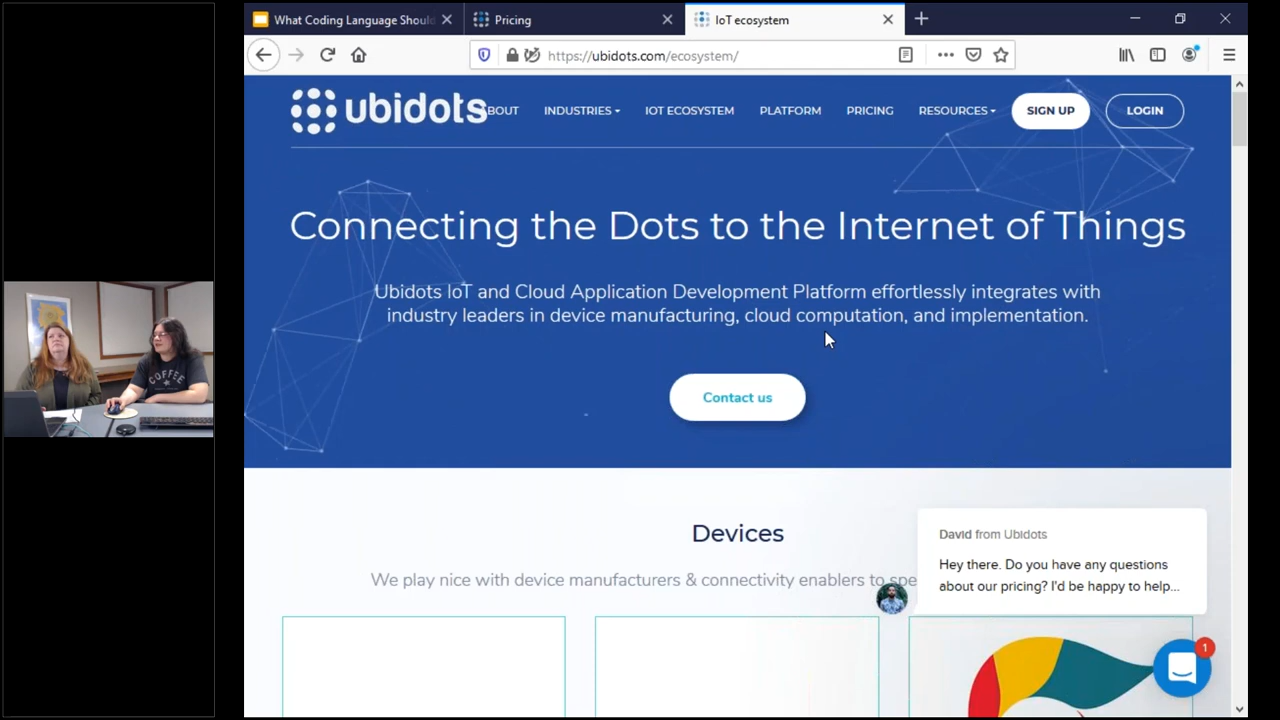 What Coding Language Shoul
Pricing
IoT ecosystem
https://ubidots.com/ecosystem/
ubidots
BOUT
INDUSTRIES
IOT ECOSYSTEM
PLATFORM
PRICING
RESOURCES
SIGN UP
LOGIN
Connecting the Dots to the Internet of Things
Ubidots IoT and Cloud Application Development Platform effortlessly integrates with
industry leaders in device manufacturing, cloud computation, and implementation.
Contact us
Devices
We play nice with device manufacturers & connectivity enablers to spe
David from Ubidots
Hey there. Do you have any questions
about our pricing? I'd be happy to help...
1
COFFEE